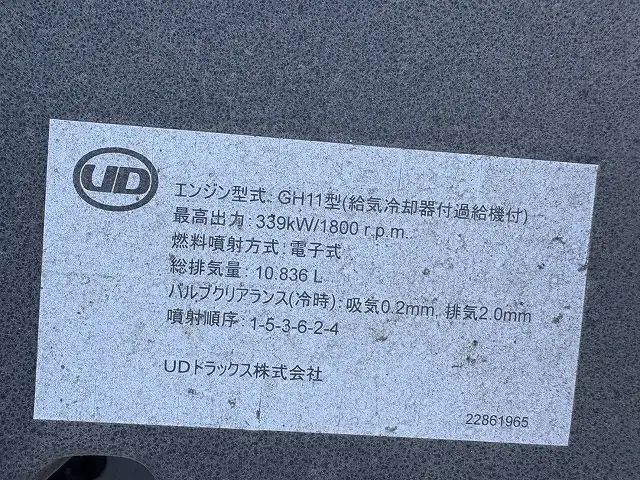 UD
エンジン型式: GH11型(給気冷却器付過給機付)
最高出力: 339kW/1800 r.p.m.
燃料噴射方式: 電子式
総排気量: 10.836 L
バルブクリアランス(冷時): 吸気0.2mm, 排気2.0mm
噴射順序: 1-5-3-6-2-4
UDトラックス株式会社
22861965